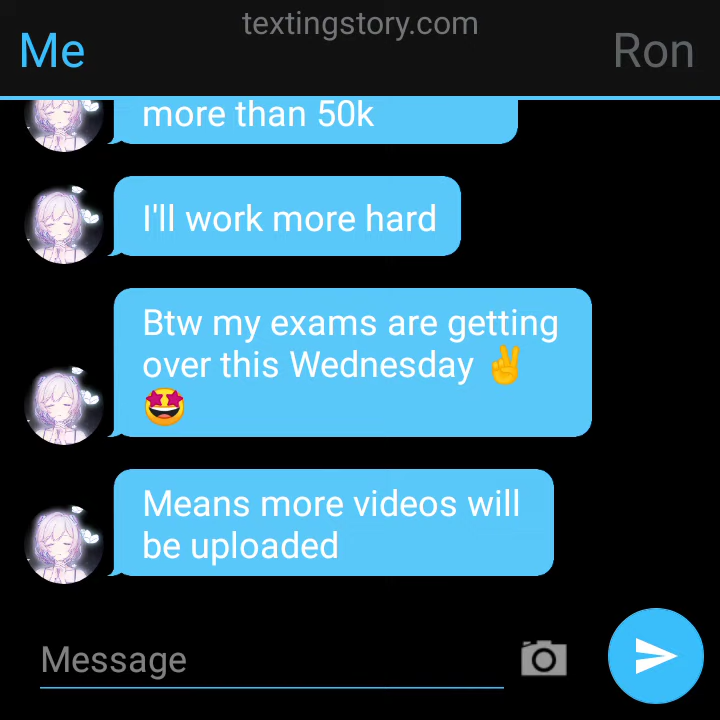 textingstory.com
Me
Ron
more than 50k
I'll work more hard
Btw my exams are getting
over this Wednesday ✌️
🤩
Means more videos will
be uploaded
Message